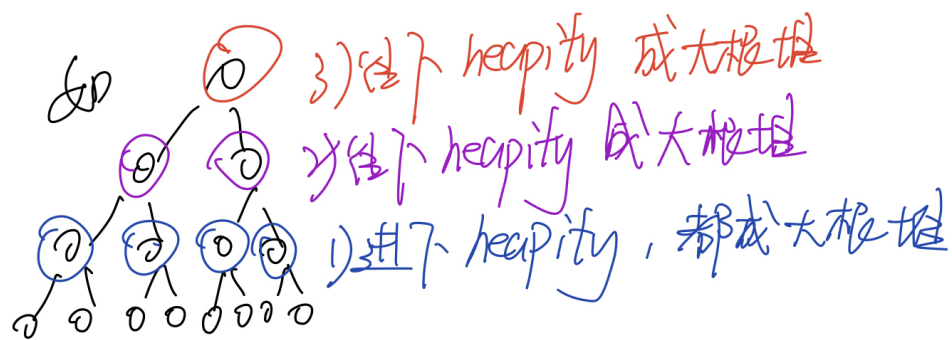 如
3)往下 heapify 成大根堆
2)往下 heapify 成大根堆
1)进下 heapify，都成大根堆